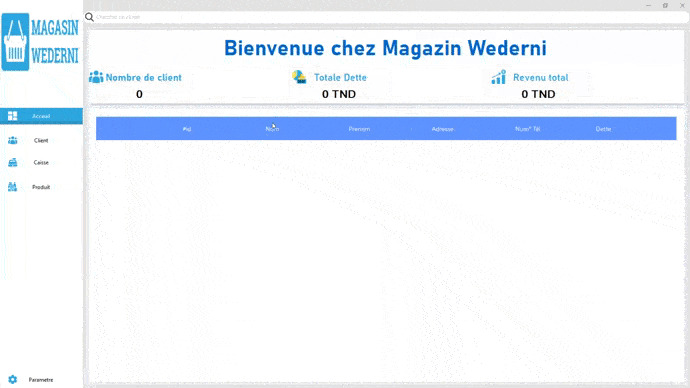 MAGASIN
WEDERNI
Chercher un client
Bienvenue chez Magazin Wederni
Nombre de client
0
Totale Dette
0 TND
Revenu total
0 TND
Acceuil
Client
Caisse
Produit
Parametre
#id
Nom
Prenom
Adresse
Num° Tél
Dette